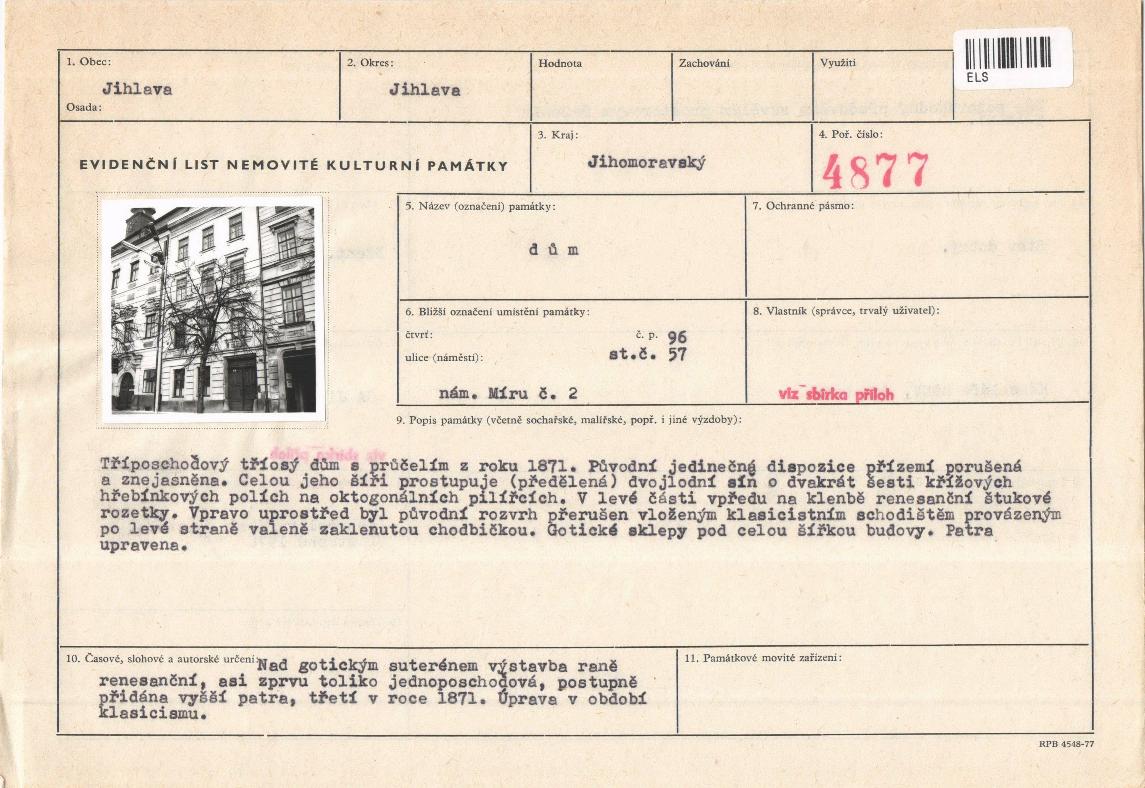 1. Obec:
Jihlava
Osada:
2. Okres:
Jihlava
Hodnota
Zachování
Využití
ELS
EVIDENČNÍ LIST NEMOVITÉ KULTURNÍ PAMÁTKY
3. Kraj:
Jihomoravský
4. Poř. číslo:
4877
5. Název (označení) památky:
dům
7. Ochranné pásmo:
6. Bližší označení umístění památky:
čtvrť:
č. p. 96
ulice (náměstí):
st.č. 57
nám. Míru č. 2
8. Vlastník (správce, trvalý uživatel):
viz sbírka příloh
9. Popis památky (včetně sochařské, malířské, popř. i jiné výzdoby):
viz sbírka příloh
Tříposchodový tříosý dům s průčelím z roku 1871. Původní jedinečná dispozice přízemí porušená
a znejasněna. Celou jeho šíři prostupuje (předělená) dvojlodní síň o dvakrát šesti křížových
hřebínkových polích na oktogonálních pilířcích. V levé části vpředu na klenbě renesanční štukové
rozetky. Vpravo uprostřed byl původní rozvrh přerušen vloženým klasicistním schodištěm provázeným
po levé straně valeně zaklenutou chodbičkou. Gotické sklepy pod celou šířkou budovy. Patra
upravena.
10. Časové, slohové a autorské určení:
Nad gotickým suterénem výstavba raně
renesanční, asi zprvu toliko jednoposchodová, postupně
přidána vyšší patra, třetí v roce 1871. Úprava v období
klasicismu.
11. Památkové movité zařízení:
RPB 4548-77